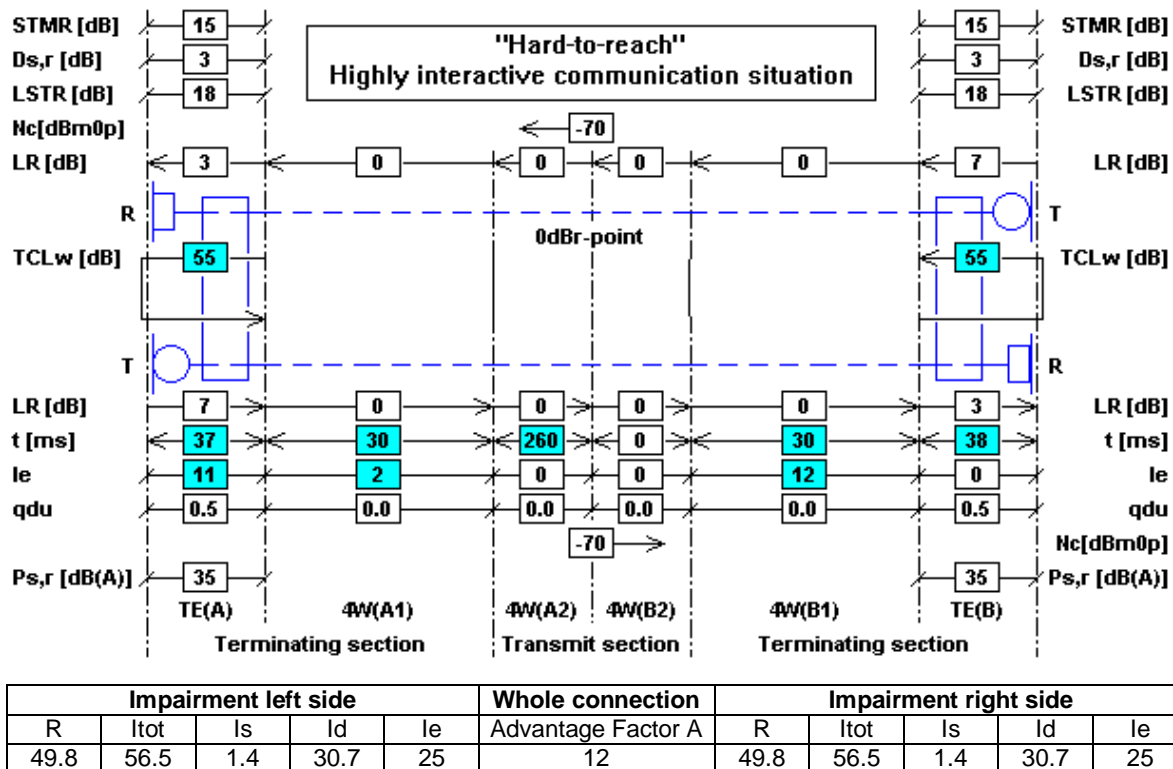 STMR [dB] 15 15 STMR [dB]
"Hard-to-reach"
Highly interactive communication situation
Ds,r [dB] 3 3 Ds,r [dB]
LSTR [dB] 18 18 LSTR [dB]
Nc[dBm0p] -70
LR [dB] 3 0 0 0 0 7 LR [dB]
R T
0dBr-point
TCLw [dB] 55 55 TCLw [dB]
T R
LR [dB] 7 0 0 0 0 3 LR [dB]
t [ms] 37 30 260 0 30 38 t [ms]
Ie 11 2 0 0 12 0 Ie
qdu 0.5 0.0 0.0 0.0 0.0 0.5 qdu
-70 Nc[dBm0p]
Ps,r [dB(A)] 35 35 Ps,r [dB(A)]
TE(A) 4W(A1) 4W(A2) 4W(B2) 4W(B1) TE(B)
Terminating section Transmit section Terminating section
Impairment left side Whole connection Impairment right side
R Itot Is Id Ie Advantage Factor A R Itot Is Id Ie
49.8 56.5 1.4 30.7 25 12 49.8 56.5 1.4 30.7 25